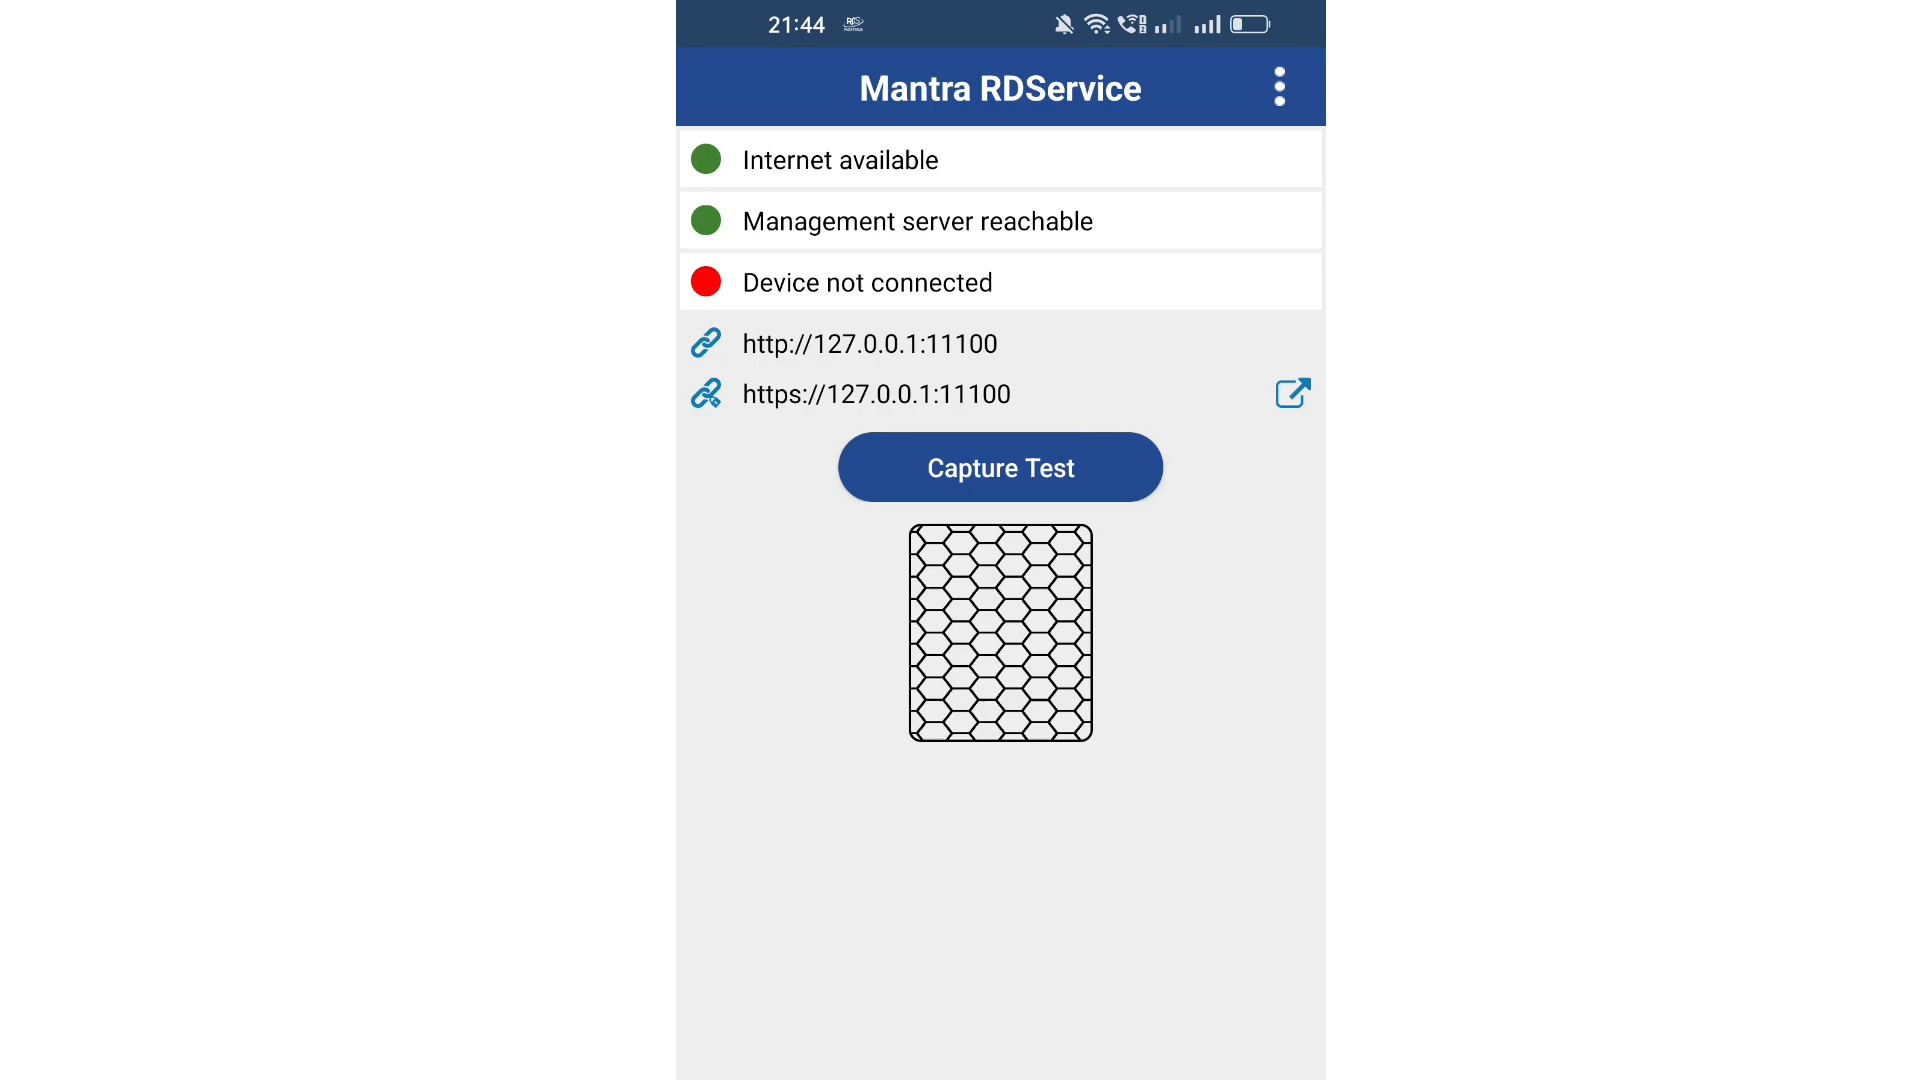 21:44
Mantra RDService
Internet available
Management server reachable
Device not connected
http://127.0.0.1:11100
https://127.0.0.1:11100
Capture Test